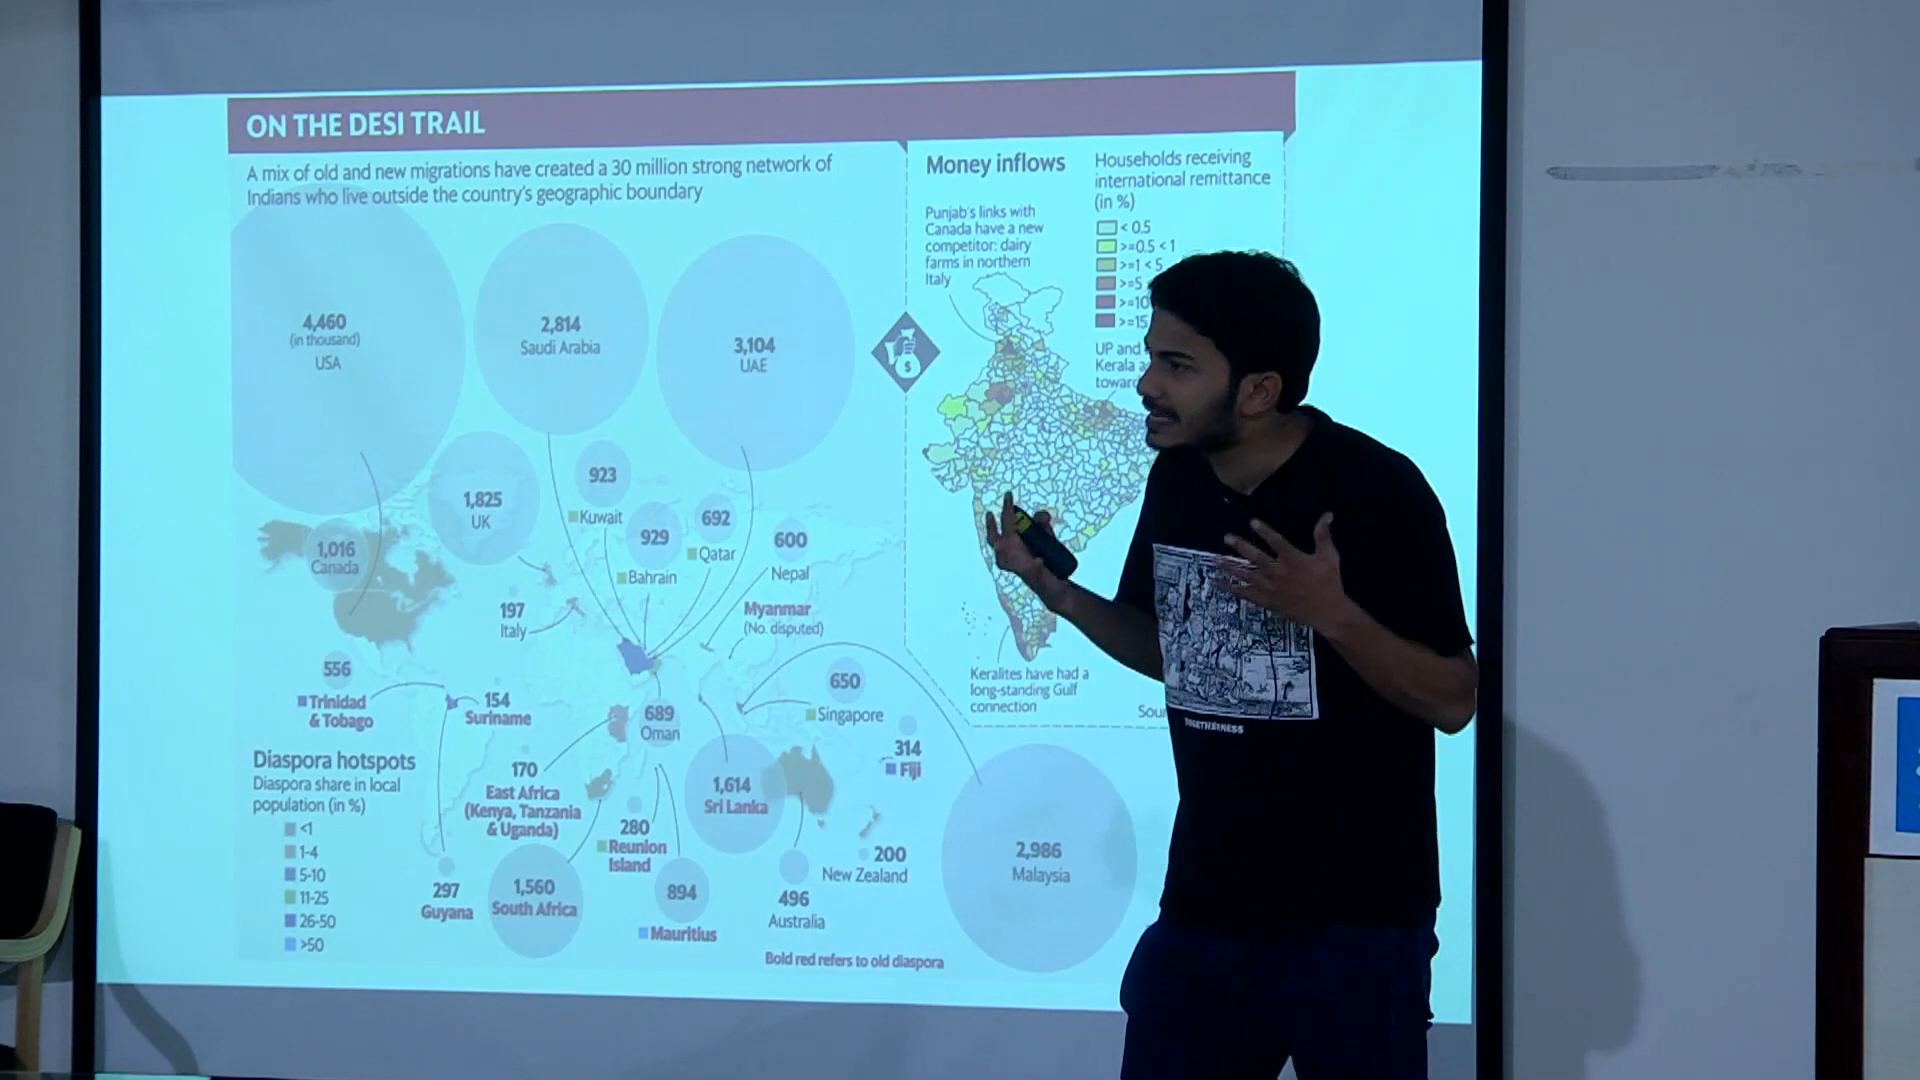 ON THE DESI TRAIL
A mix of old and new migrations have created a 30 million strong network of
Indians who live outside the country's geographic boundary
4,460
(in thousand)
USA
2,814
Saudi Arabia
3,104
UAE
1,825
UK
923
Kuwait
929
Bahrain
692
Qatar
600
Nepal
1,016
Canada
197
Italy
Myanmar
(No. disputed)
556
Trinidad
& Tobago
154
Suriname
689
Oman
650
Singapore
314
Fiji
170
East Africa
(Kenya, Tanzania
& Uganda)
1,614
Sri Lanka
280
Reunion
Island
200
New Zealand
2,986
Malaysia
297
Guyana
1,560
South Africa
894
Mauritius
496
Australia
Diaspora hotspots
Diaspora share in local
population (in %)
<1
1-4
5-10
11-25
26-50
>50
Bold red refers to old diaspora
Money inflows
Punjab's links with
Canada have a new
competitor: dairy
farms in northern
Italy
Households receiving
international remittance
(in %)
< 0.5
>=0.5 < 1
>=1 < 5
>=5
>=10
>=15
UP and
Kerala
$
Keralites have had a
long-standing Gulf
connection
TOGETHERNESS